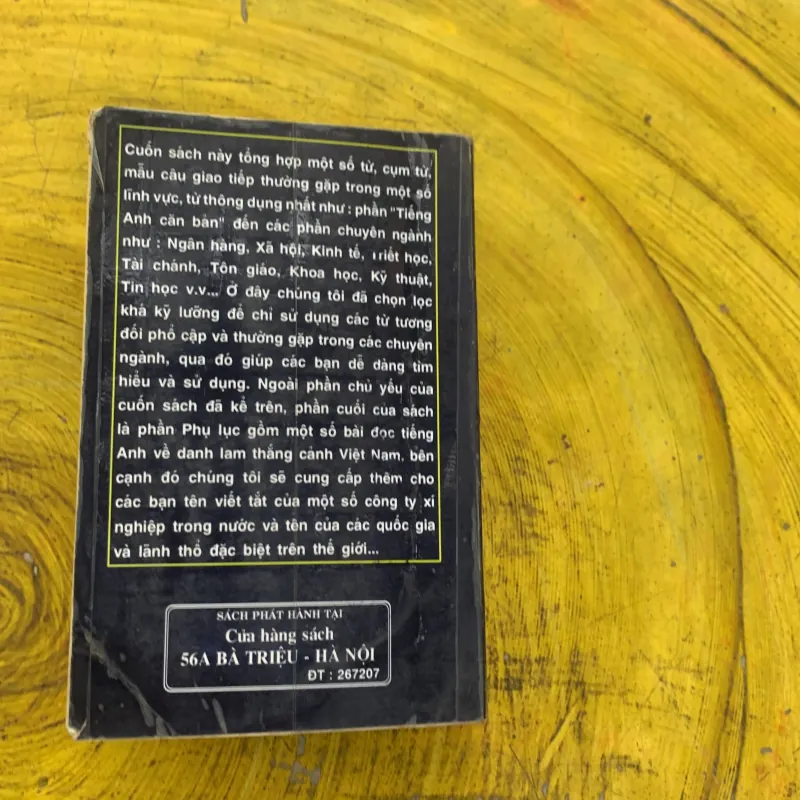 Cuốn sách này tổng hợp một số từ, cụm từ,
mẫu câu giao tiếp thường gặp trong một số
lĩnh vực, từ thông dụng nhất như : phần "Tiếng
Anh căn bản" đến các phần chuyên ngành
như : Ngân hàng, Xã hội, Kinh tế, Triết học,
Tài chánh, Tôn giáo, Khoa học, Kỹ thuật,
Tin học v.v... Ở đây chúng tôi đã chọn lọc
khá kỹ lưỡng để chỉ sử dụng các từ tương
đối phổ cập và thường gặp trong các chuyên
ngành, qua đó giúp các bạn dễ dàng tìm
hiểu và sử dụng. Ngoài phần chủ yếu của
cuốn sách đã kể trên, phần cuối của sách
là phần Phụ lục gồm một số bài đọc tiếng
Anh về danh lam thắng cảnh Việt Nam, bên
cạnh đó chúng tôi sẽ cung cấp thêm cho
các bạn tên viết tắt của một số công ty xí
nghiệp trong nước và tên của các quốc gia
và lãnh thổ đặc biệt trên thế giới...
SÁCH PHÁT HÀNH TẠI
Cửa hàng sách
56A BÀ TRIỆU - HÀ NỘI
ĐT : 267207